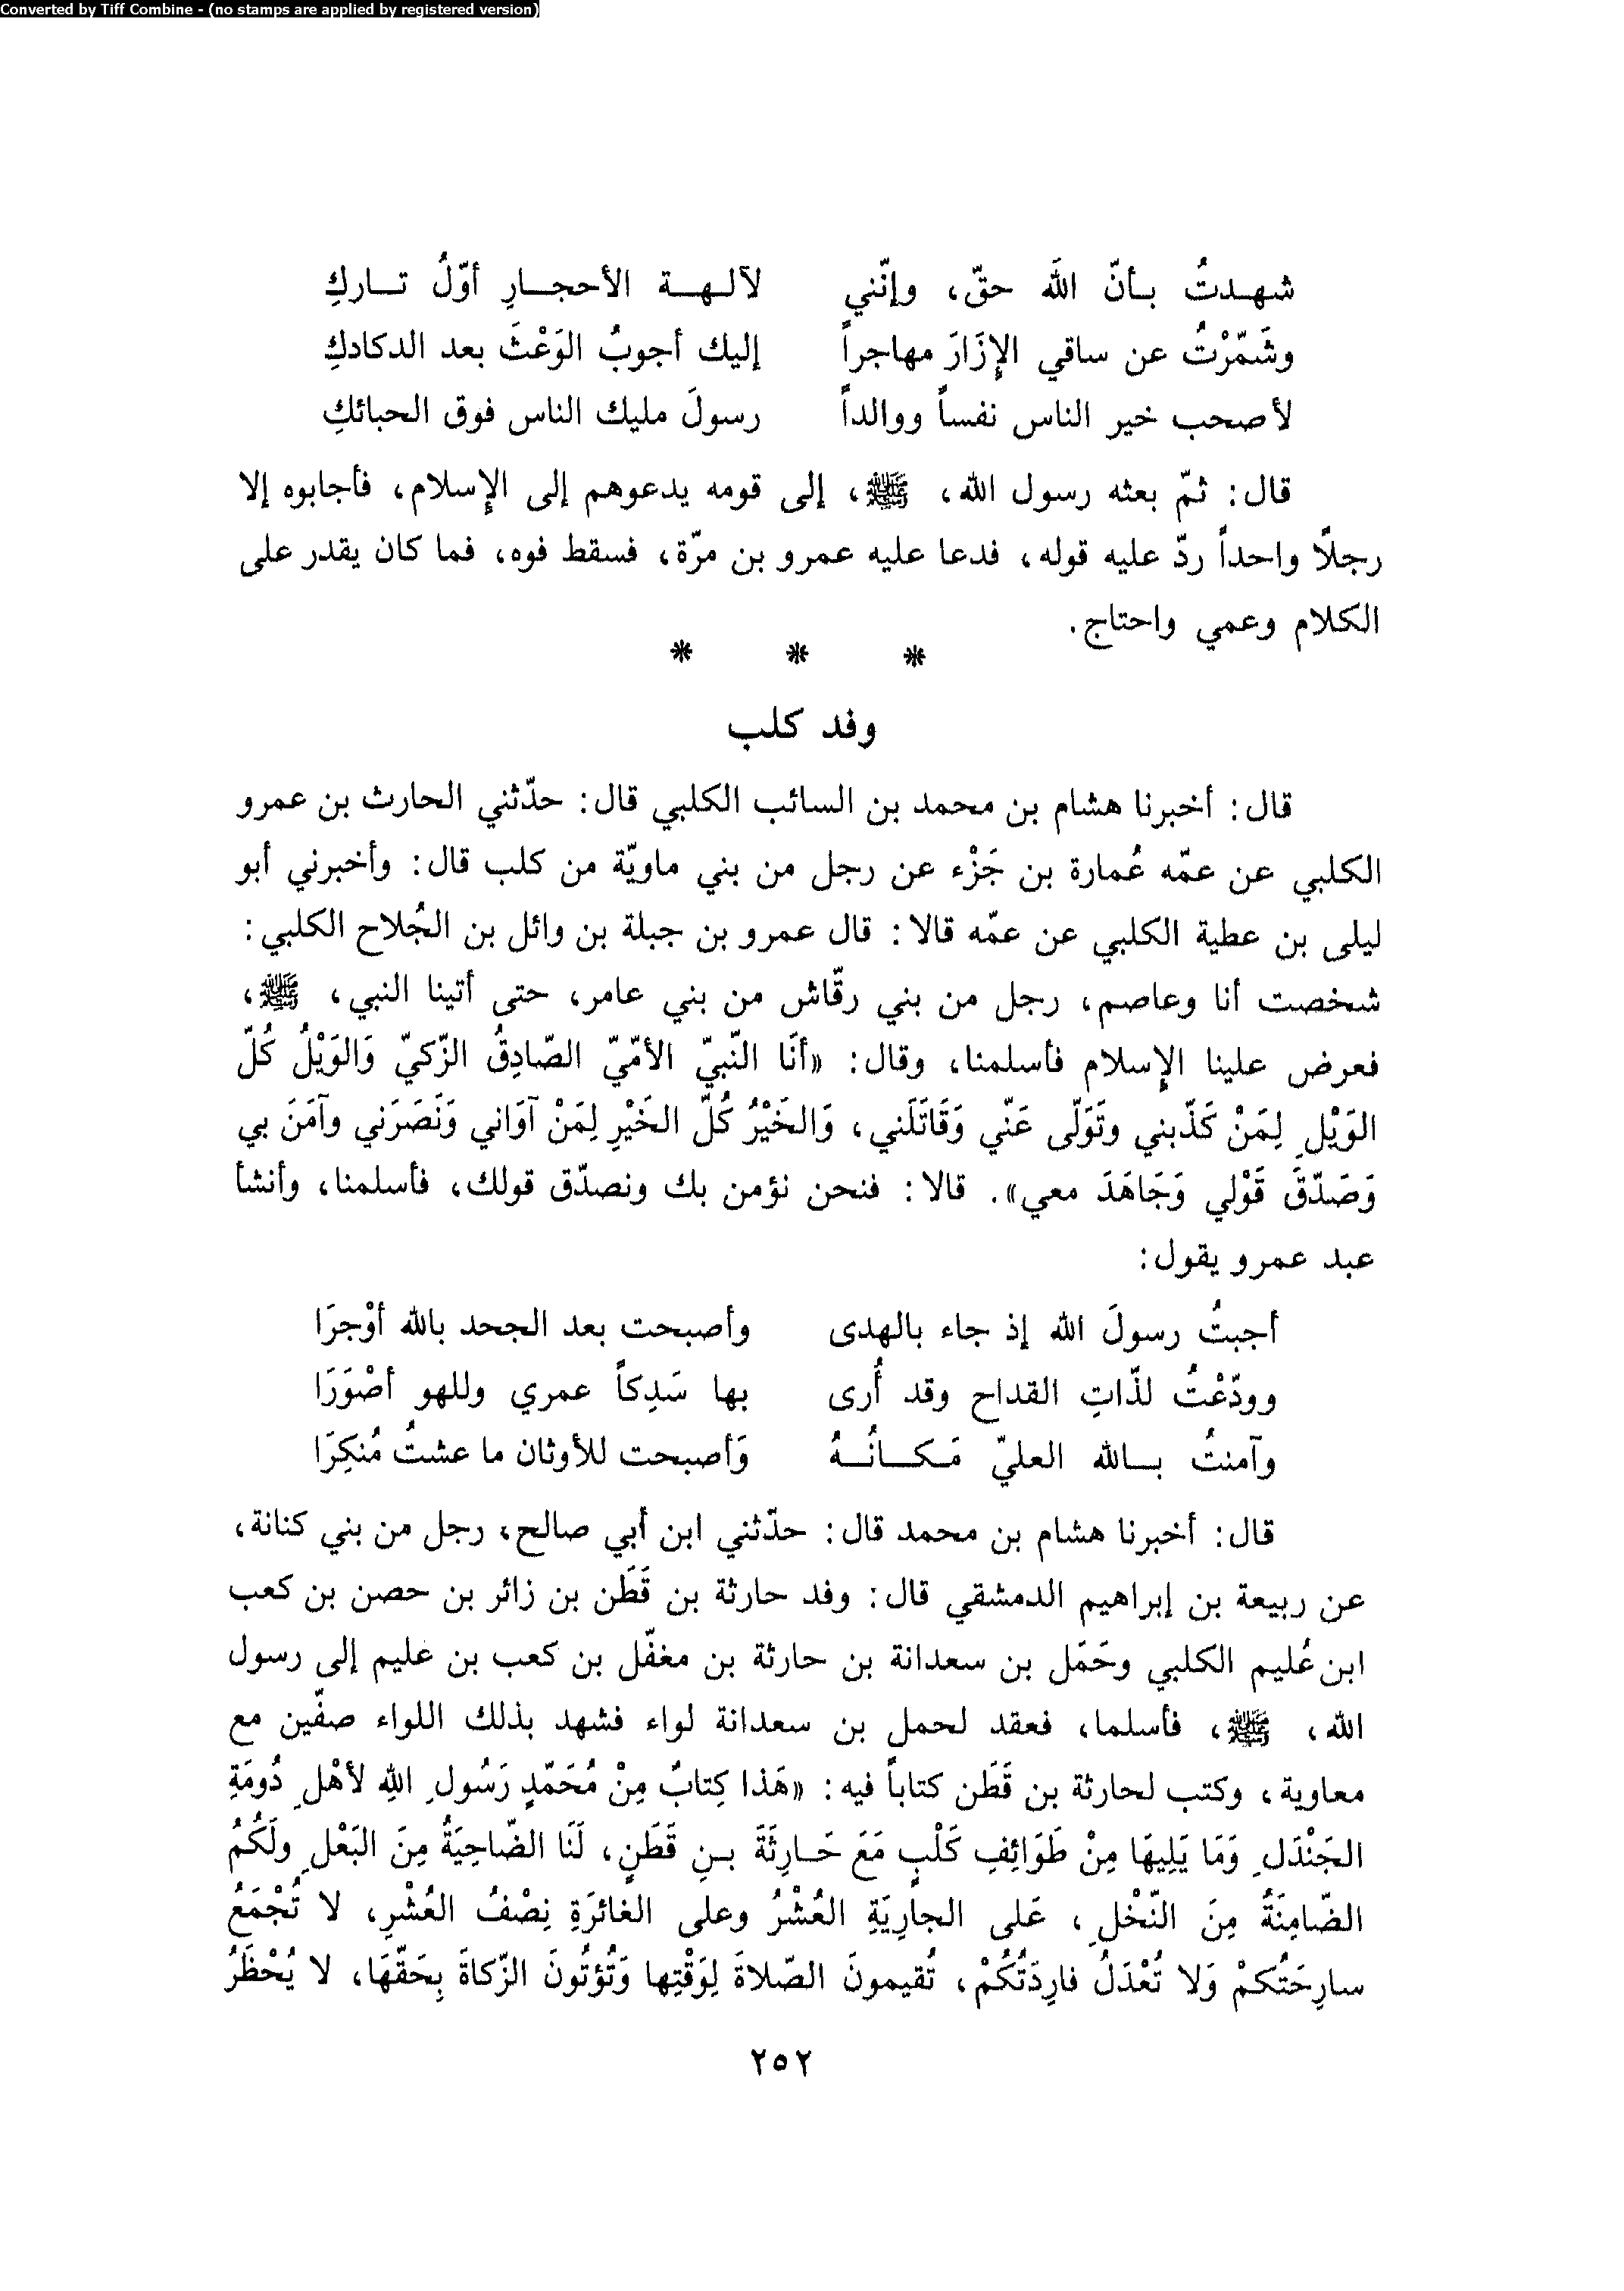 Converted by Tiff Combine - (no stamps are applied by registered version)
شهدتُ بأنّ اللهَ حقّ، وإنّني لآلهة الأحجارِ أوّلُ تاركِ
وشَمّرْتُ عن ساقي الإزَارَ مهاجراً إليك أجوبُ الوَعْثَ بعد الدكادكِ
لأصحب خير الناس نفساً ووالداً رسولَ مليك الناس فوق الحبائكِ
قال: ثمّ بعثه رسول الله، ﷺ، إلى قومه يدعوهم إلى الإسلام، فأجابوه إلا
رجلًا واحداً ردّ عليه قوله، فدعا عليه عمرو بن مرّة، فسقط فوه، فما كان يقدر على
الكلام وعمي واحتاج.
* * *
وفد كلب
قال: أخبرنا هشام بن محمد بن السائب الكلبي قال: حدّثني الحارث بن عمرو
الكلبي عن عمّه عُمارة بن جَزْء عن رجل من بني ماويّة من كلب قال: وأخبرني أبو
ليلى بن عطية الكلبي عن عمّه قالا: قال عمرو بن جبلة بن وائل بن الجُلاح الكلبي:
شخصت أنا وعاصم، رجل من بني رقّاش من بني عامر، حتى أتينا النبي، ﷺ،
فعرض علينا الإسلام فأسلمنا، وقال: «أنَا النّبيّ الأمّيّ الصّادِقُ الزّكيّ وَالوَيْلُ كُلّ
الوَيْلِ لِمَنْ كَذّبني وتَوَلّى عَنّي وَقَاتَلَني، وَالخَيْرُ كُلّ الخَيْرِ لِمَنْ آوَاني وَنَصَرَني وآمَنَ بي
وَصَدّقَ قَوْلي وَجَاهَدَ معي». قالا: فنحن نؤمن بك ونصدّق قولك، فأسلمنا، وأنشأ
عبد عمرو يقول:
أجبتُ رسولَ الله إذ جاء بالهدى وأصبحت بعد الجحد بالله أوْجرَا
وودّعْتُ لذّاتِ القداح وقد أُرى بها سَدِكاً عمري وللهو أصْوَرَا
وآمنتُ بالله العليّ مَكانُهُ وَأصبحت للأوثان ما عشتُ مُنكِرَا
قال: أخبرنا هشام بن محمد قال: حدّثني ابن أبي صالح، رجل من بني كنانة،
عن ربيعة بن إبراهيم الدمشقي قال: وفد حارثة بن قَطَن بن زائر بن حصن بن كعب
ابن عُليم الكلبي وحَمَل بن سعدانة بن حارثة بن مغفّل بن كعب بن عليم إلى رسول
الله، ﷺ، فأسلما، فعقد لحمل بن سعدانة لواء فشهد بذلك اللواء صفّين مع
معاوية، وكتب لحارثة بن قَطَن كتاباً فيه: «هَذا كِتابٌ مِنْ مُحَمّدٍ رَسُولِ اللهِ لأهْلِ دُومَةِ
الجَنْدَلِ وَمَا يَلِيهَا مِنْ طَوَائِفِ كَلْبٍ مَعَ حَارِثَةَ بنِ قَطَنٍ، لَنَا الضّاحِيَةُ مِنَ البَعْلِ ولَكُمُ
الضّامِنَةُ مِنَ النّخْلِ، عَلى الجارِيَةِ العُشْرُ وعلى الغائرَةِ نِصْفُ العُشْرِ، لا تُجْمَعُ
سارِحَتُكمْ وَلا تُعْدَلُ فارِدَتُكُمْ، تُقيمونَ الصّلاةَ لِوَقْتِها وَتُؤتُونَ الزّكاةَ بِحَقّهَا، لا يُحْظَرُ
٢٥٢